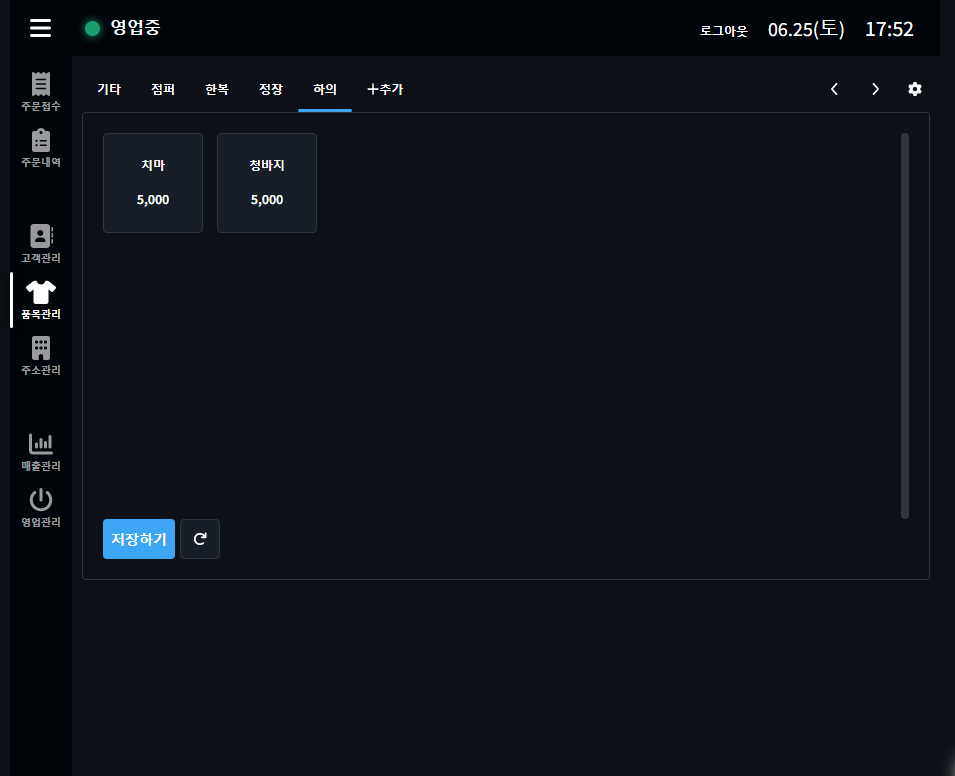 영업중
로그아웃 06.25(토) 17:52
주문접수
주문내역
고객관리
품목관리
주소관리
매출관리
영업관리
기타 점퍼 한복 정장 하의 +추가
치마
5,000
청바지
5,000
저장하기